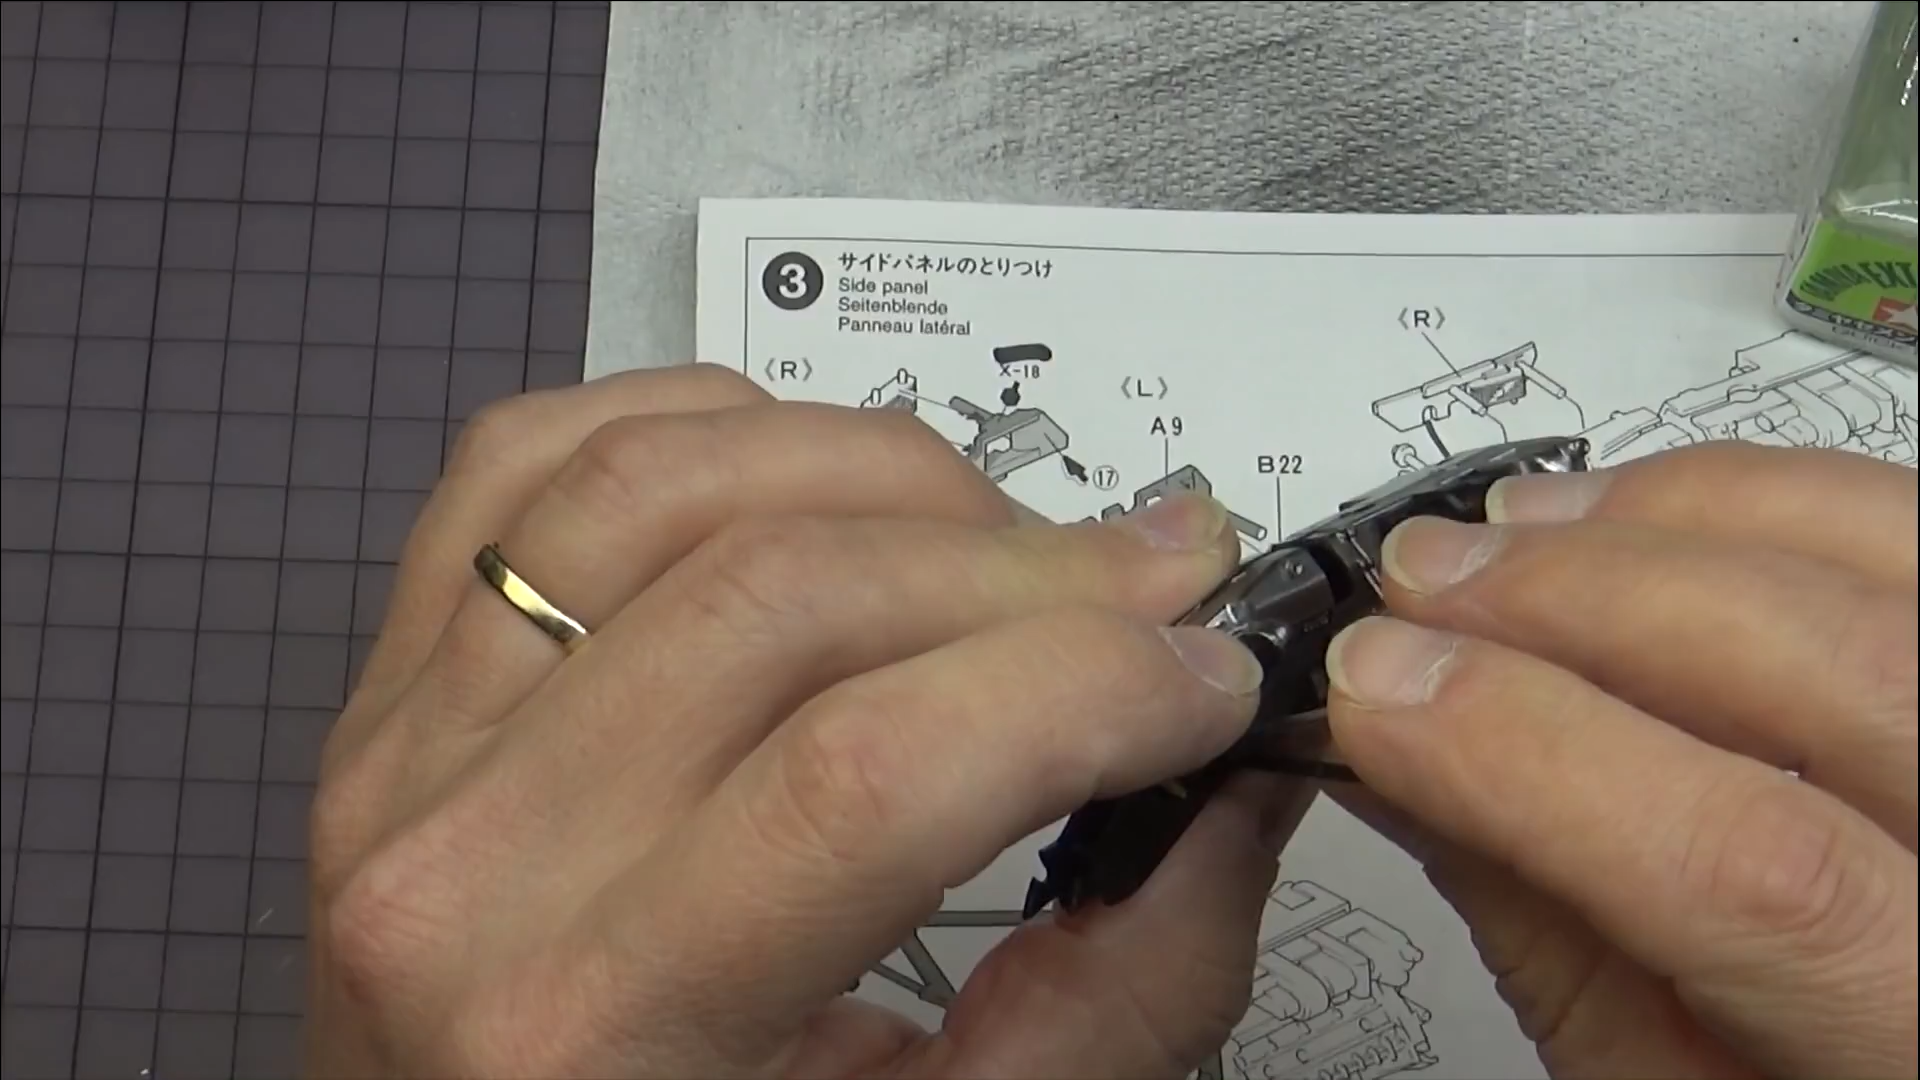 3
サイドパネルのとりつけ
Side panel
Seitenblende
Panneau latéral
《R》
X-18
⑰
《L》
A9
B22
《R》